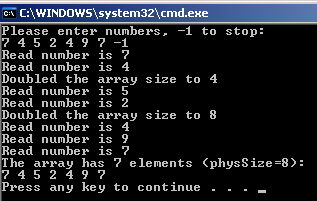 C:\WINDOWS\system32\cmd.exe
Please enter numbers, -1 to stop:
7 4 5 2 4 9 7 -1
Read number is 7
Read number is 4
Doubled the array size to 4
Read number is 5
Read number is 2
Doubled the array size to 8
Read number is 4
Read number is 9
Read number is 7
The array has 7 elements (physSize=8):
7 4 5 2 4 9 7
Press any key to continue . . . _